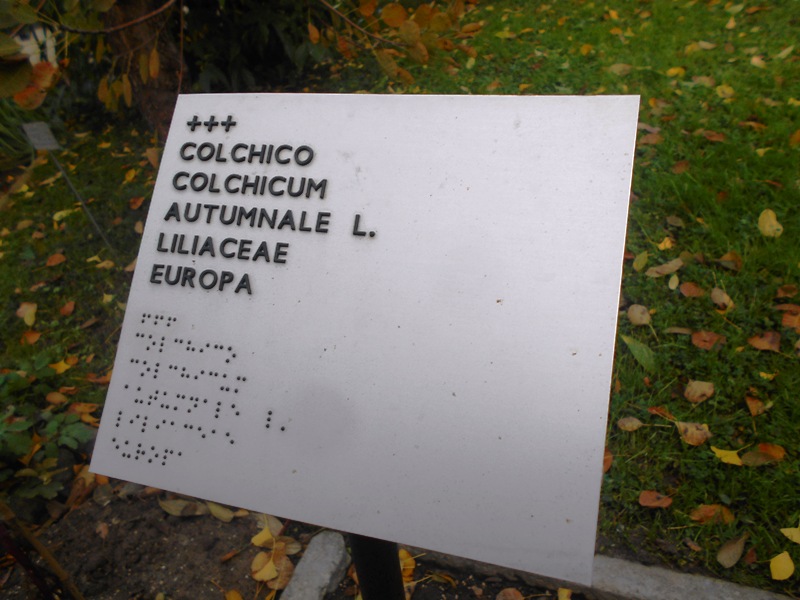 +++
COLCHICO
COLCHICUM
AUTUMNALE L.
LILIACEAE
EUROPA